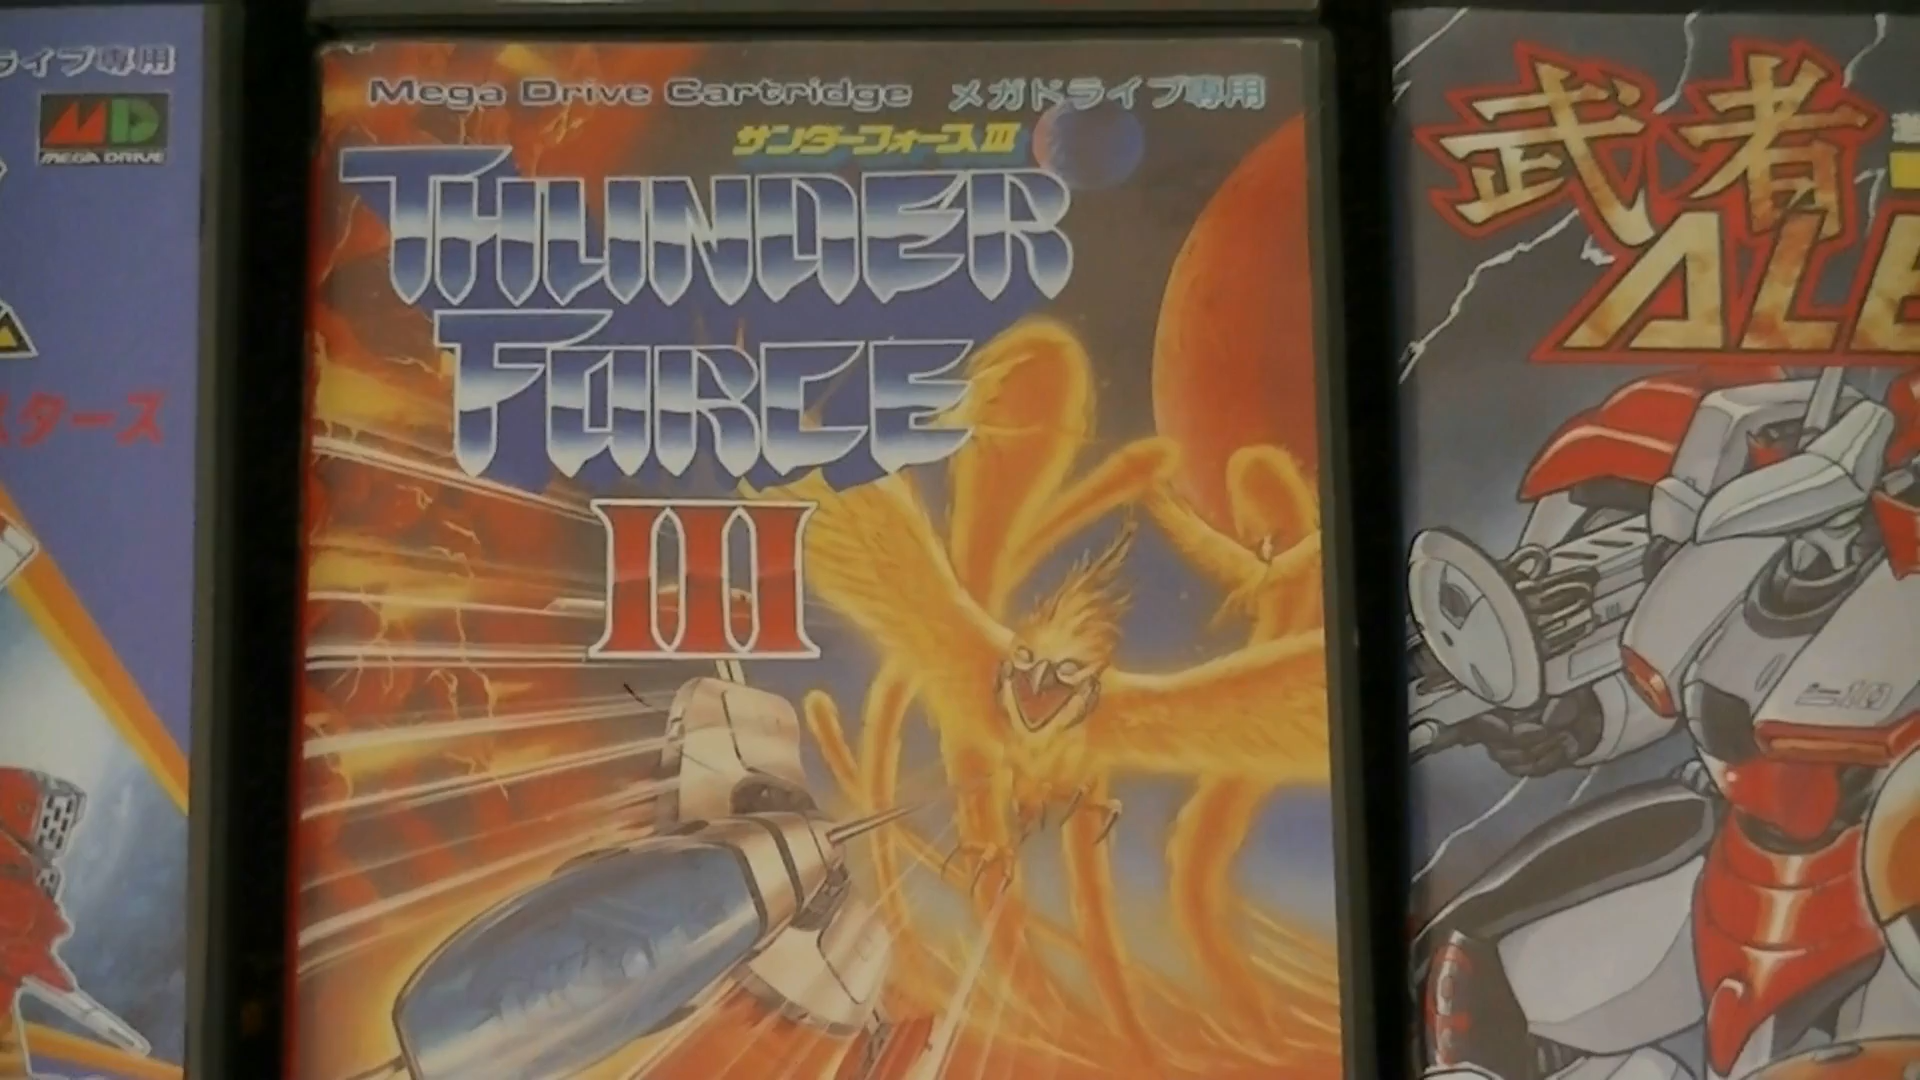 ライブ専用
MEGA DRIVE
スターズ
Mega Drive Cartridge メガドライブ専用
サンダーフォースIII
THUNDER
FORCE
III
武者